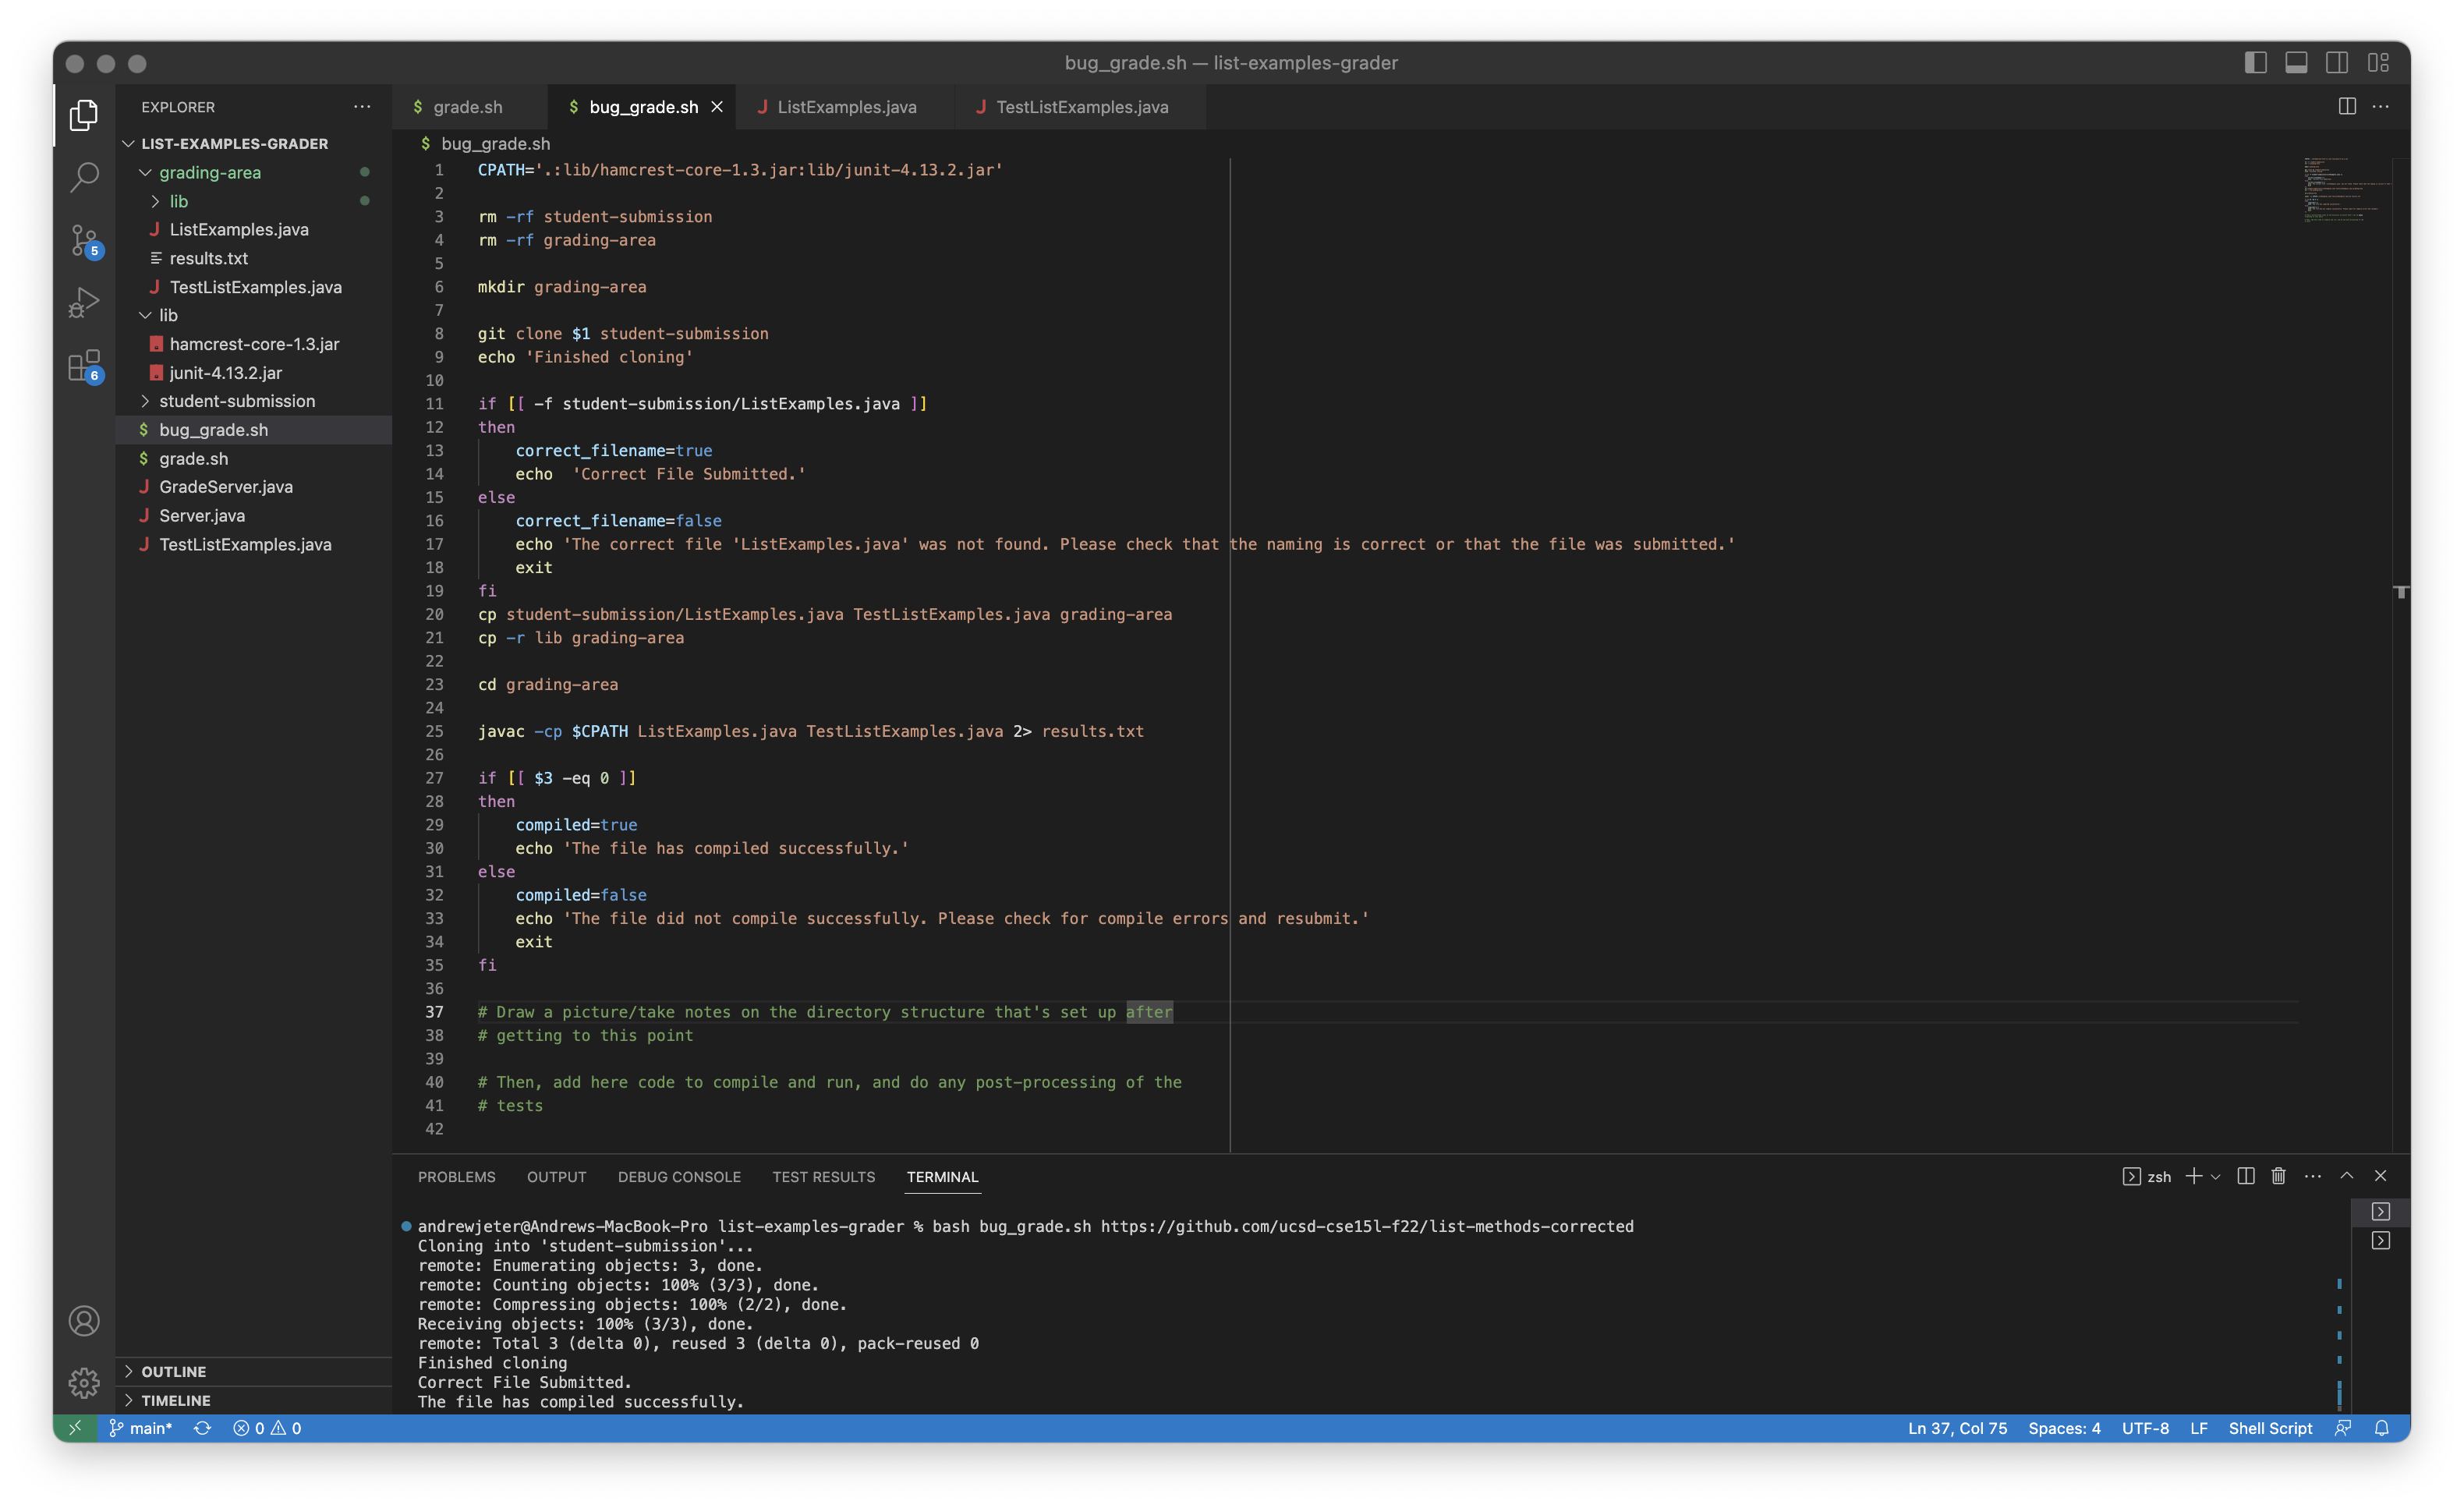 bug_grade.sh — list-examples-grader
EXPLORER
grade.sh
bug_grade.sh
ListExamples.java
TestListExamples.java
LIST-EXAMPLES-GRADER
grading-area
lib
ListExamples.java
results.txt
TestListExamples.java
lib
hamcrest-core-1.3.jar
junit-4.13.2.jar
student-submission
bug_grade.sh
grade.sh
GradeServer.java
Server.java
TestListExamples.java
5
6
OUTLINE
TIMELINE
$ bug_grade.sh
1 CPATH='.:lib/hamcrest-core-1.3.jar:lib/junit-4.13.2.jar'
2
3 rm -rf student-submission
4 rm -rf grading-area
5
6 mkdir grading-area
7
8 git clone $1 student-submission
9 echo 'Finished cloning'
10
11 if [[ -f student-submission/ListExamples.java ]]
12 then
13 correct_filename=true
14 echo  'Correct File Submitted.'
15 else
16 correct_filename=false
17 echo 'The correct file 'ListExamples.java' was not found. Please check that the naming is correct or that the file was submitted.'
18 exit
19 fi
20 cp student-submission/ListExamples.java TestListExamples.java grading-area
21 cp -r lib grading-area
22
23 cd grading-area
24
25 javac -cp $CPATH ListExamples.java TestListExamples.java 2> results.txt
26
27 if [[ $3 -eq 0 ]]
28 then
29 compiled=true
30 echo 'The file has compiled successfully.'
31 else
32 compiled=false
33 echo 'The file did not compile successfully. Please check for compile errors and resubmit.'
34 exit
35 fi
36
37 # Draw a picture/take notes on the directory structure that's set up after
38 # getting to this point
39
40 # Then, add here code to compile and run, and do any post-processing of the
41 # tests
42
PROBLEMS OUTPUT DEBUG CONSOLE TEST RESULTS TERMINAL
zsh
andrewjeter@Andrews-MacBook-Pro list-examples-grader % bash bug_grade.sh https://github.com/ucsd-cse15l-f22/list-methods-corrected
Cloning into 'student-submission'...
remote: Enumerating objects: 3, done.
remote: Counting objects: 100% (3/3), done.
remote: Compressing objects: 100% (2/2), done.
Receiving objects: 100% (3/3), done.
remote: Total 3 (delta 0), reused 3 (delta 0), pack-reused 0
Finished cloning
Correct File Submitted.
The file has compiled successfully.
main* 0 0 Ln 37, Col 75 Spaces: 4 UTF-8 LF Shell Script